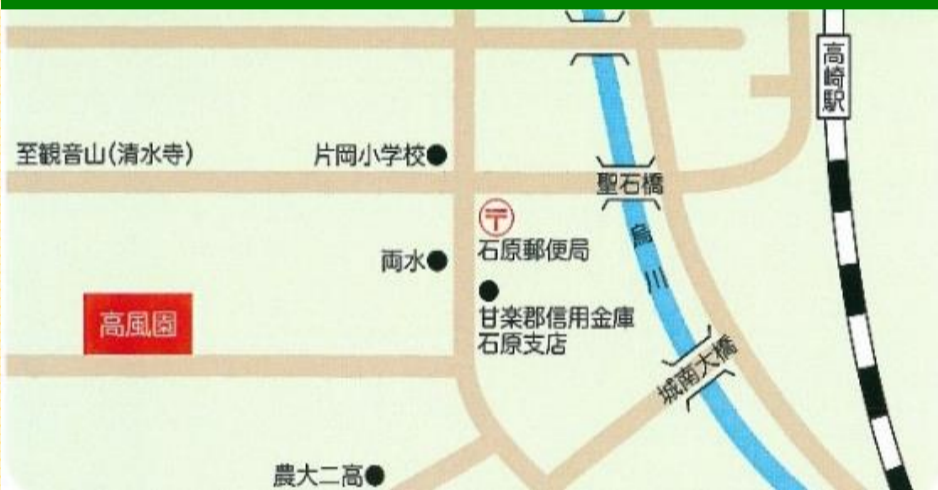 高崎駅
至観音山(清水寺)
片岡小学校
聖石橋
〒
石原郵便局
烏川
両水
甘楽郡信用金庫
石原支店
高風園
城南大橋
農大二高